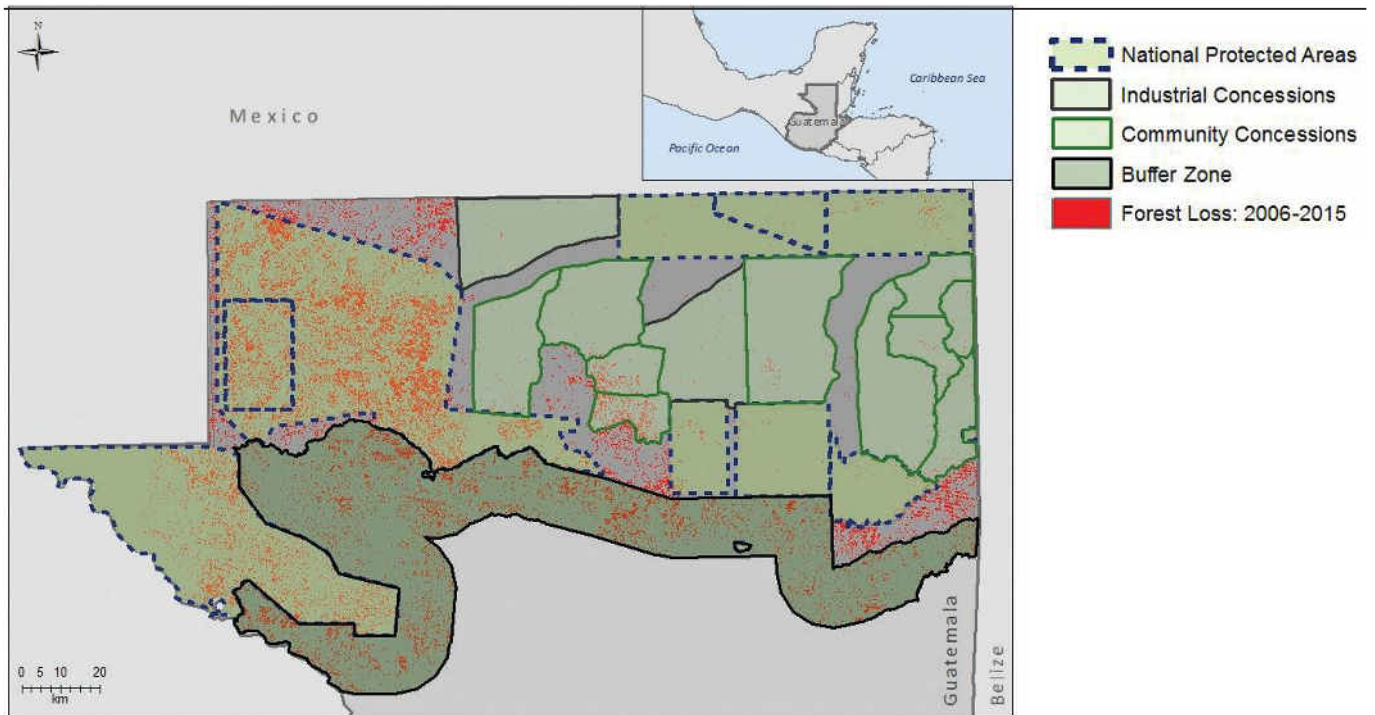 N
Mexico
Caribbean Sea
Guatemala
Pacific Ocean
National Protected Areas
Industrial Concessions
Community Concessions
Buffer Zone
Forest Loss: 2006-2015
0 5 10 20
km
Guatemala
Belize